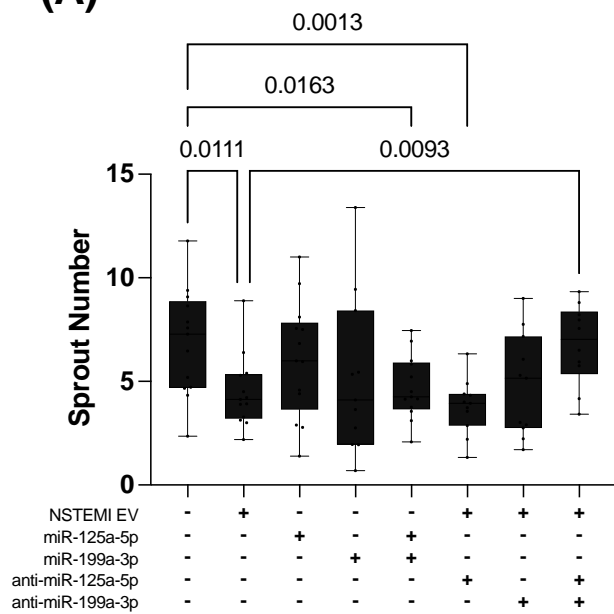 (A)
0.0013
0.0163
0.0111 0.0093
15
10
5
0
Sprout Number
NSTEMI EV - + - - - + + +
miR-125a-5p - - + - + - - -
miR-199a-3p - - - + + - - -
anti-miR-125a-5p - - - - - + - +
anti-miR-199a-3p - - - - - - + +